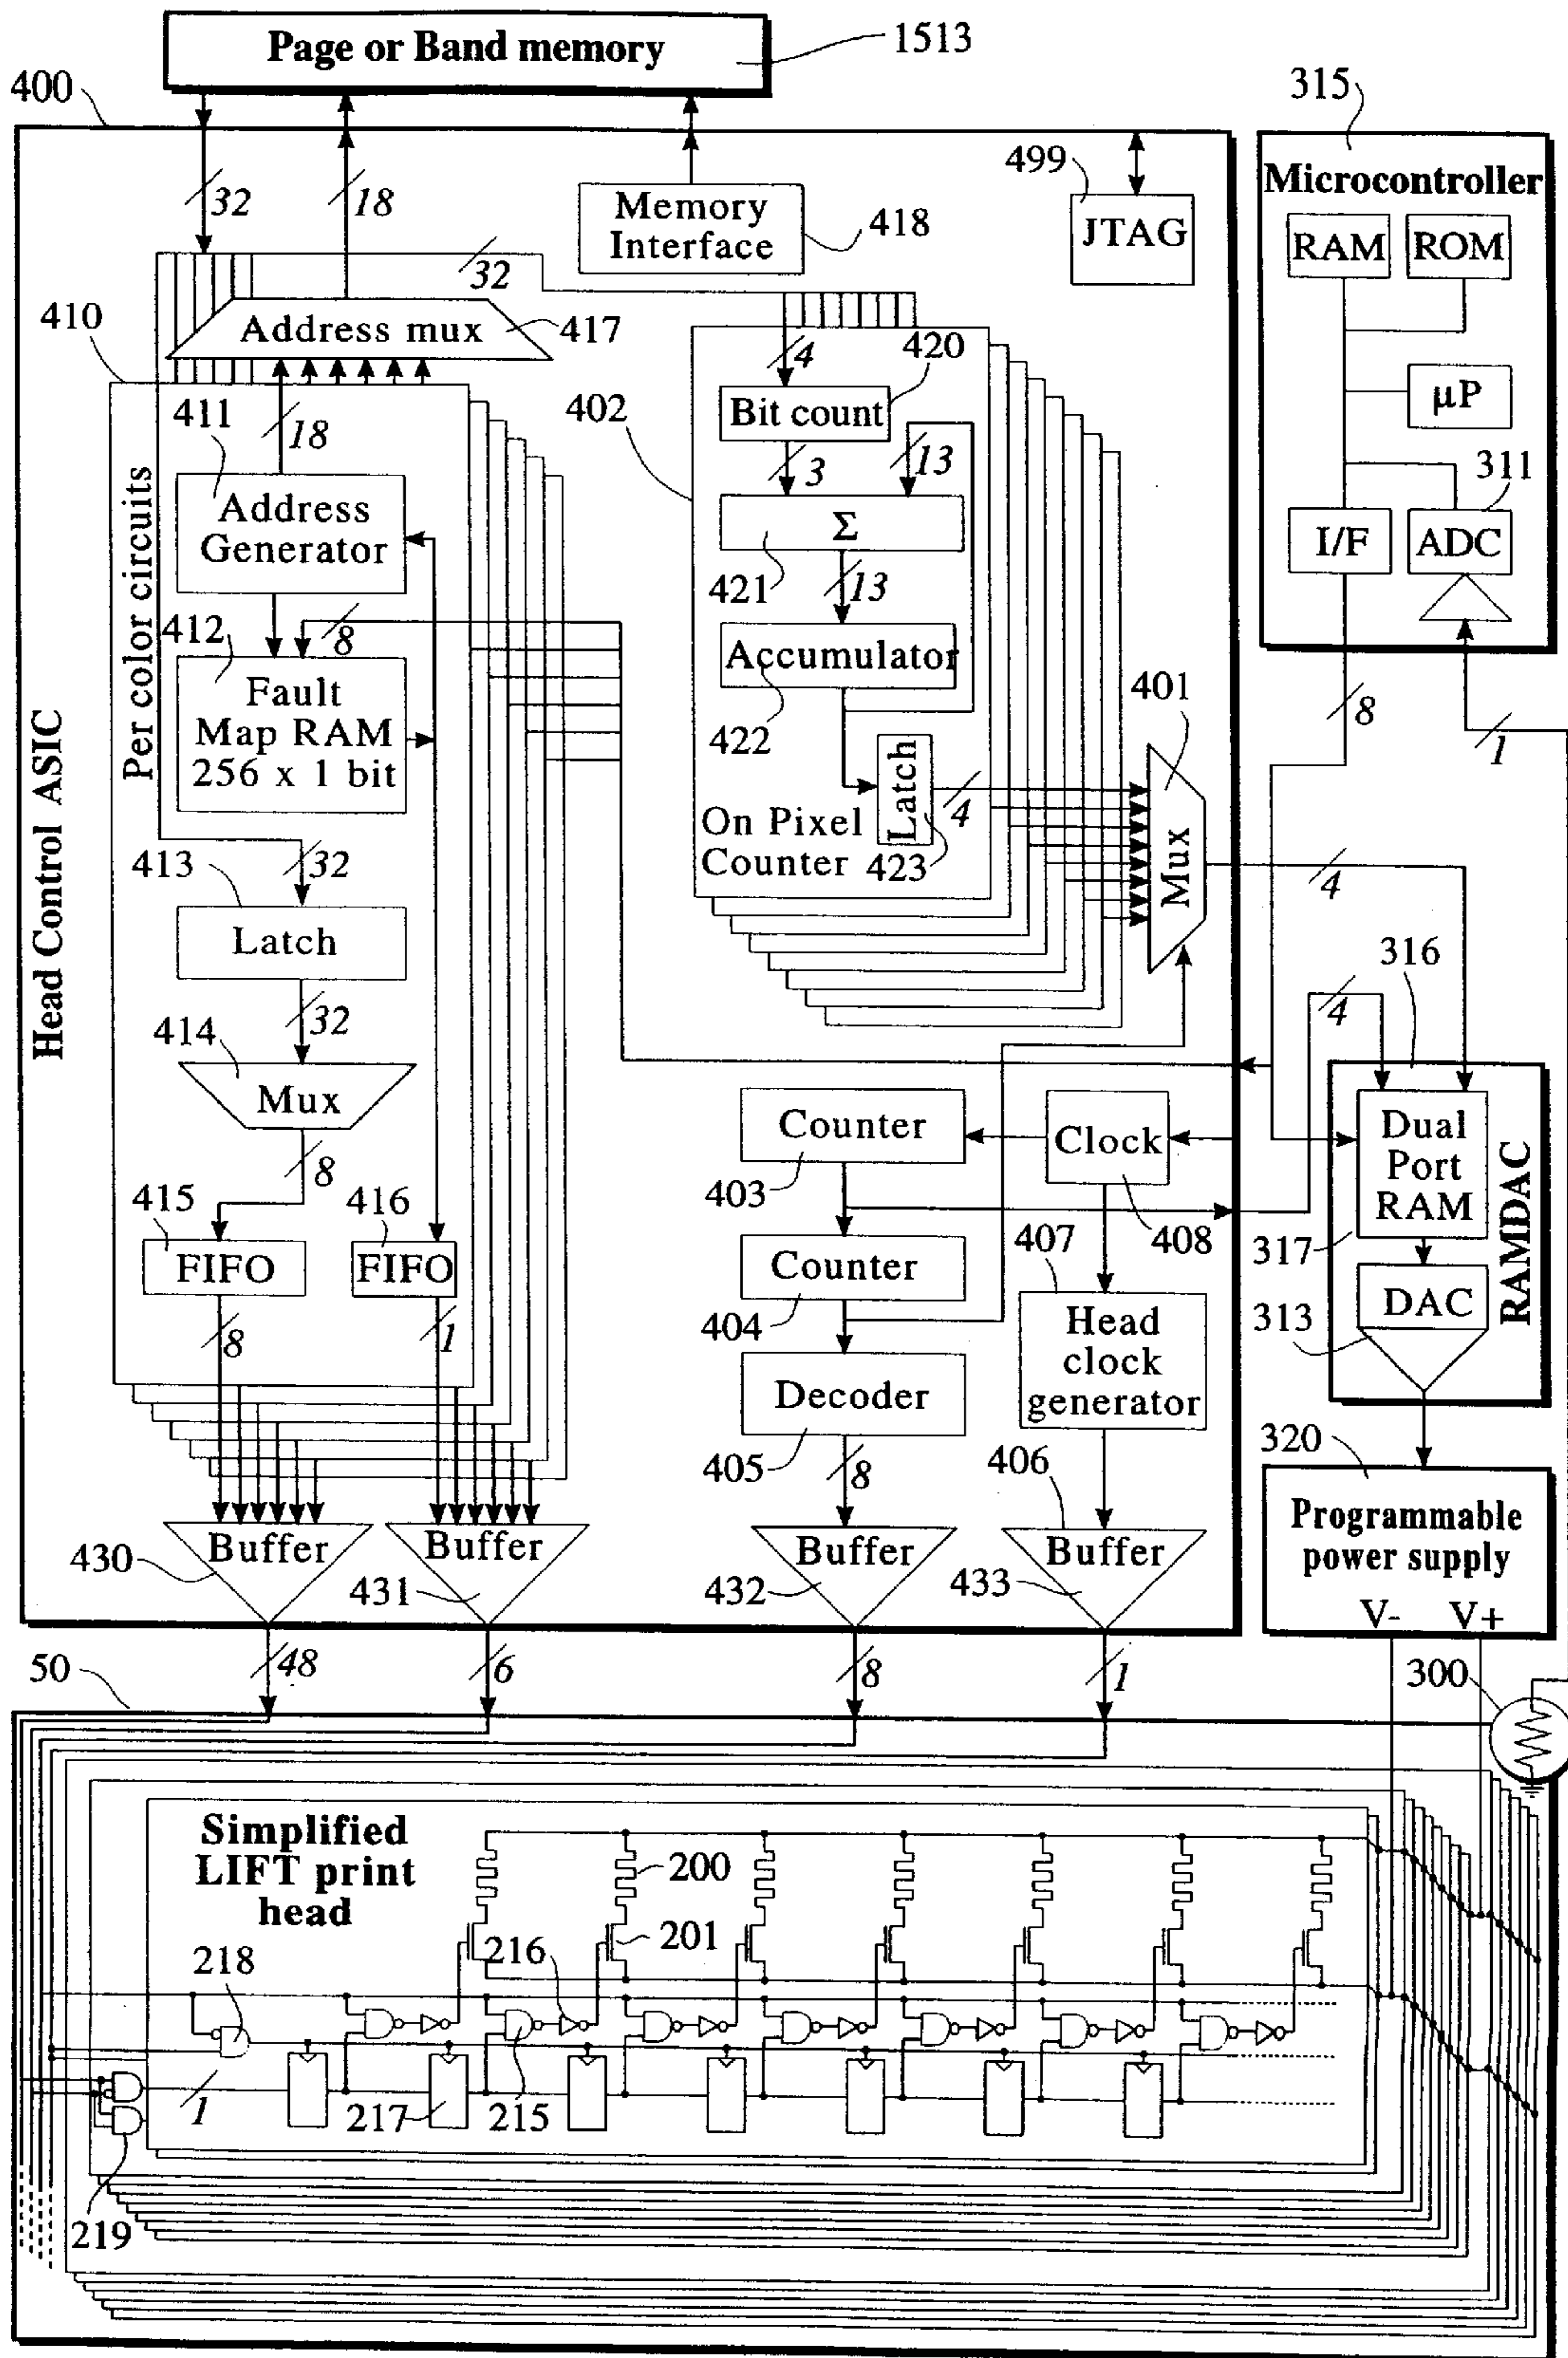 Page or Band memory
1513
400
315
32
18
499
JTAG
Memory
Interface
418
Microcontroller
RAM
ROM
32
410
Address mux
417
4
420
μP
411
18
402
Bit count
3
13
311
Per color circuits
Address
Generator
Σ
I/F
ADC
421
13
412
8
Fault
Map RAM
256 x 1 bit
Accumulator
422
401
8
1
Latch
4
On Pixel
Counter
423
Mux
4
Head Control ASIC
413
32
Latch
316
32
4
414
Mux
Counter
Clock
Dual
Port
RAM
RAMDAC
403
8
415
416
FIFO
FIFO
407
408
317
Counter
404
DAC
313
8
1
Head
clock
generator
Decoder
405
8
406
320
Programmable
power supply
V-
V+
Buffer
Buffer
Buffer
Buffer
430
431
432
433
48
6
8
1
50
300
Simplified
LIFT print
head
200
201
216
218
1
217
215
219